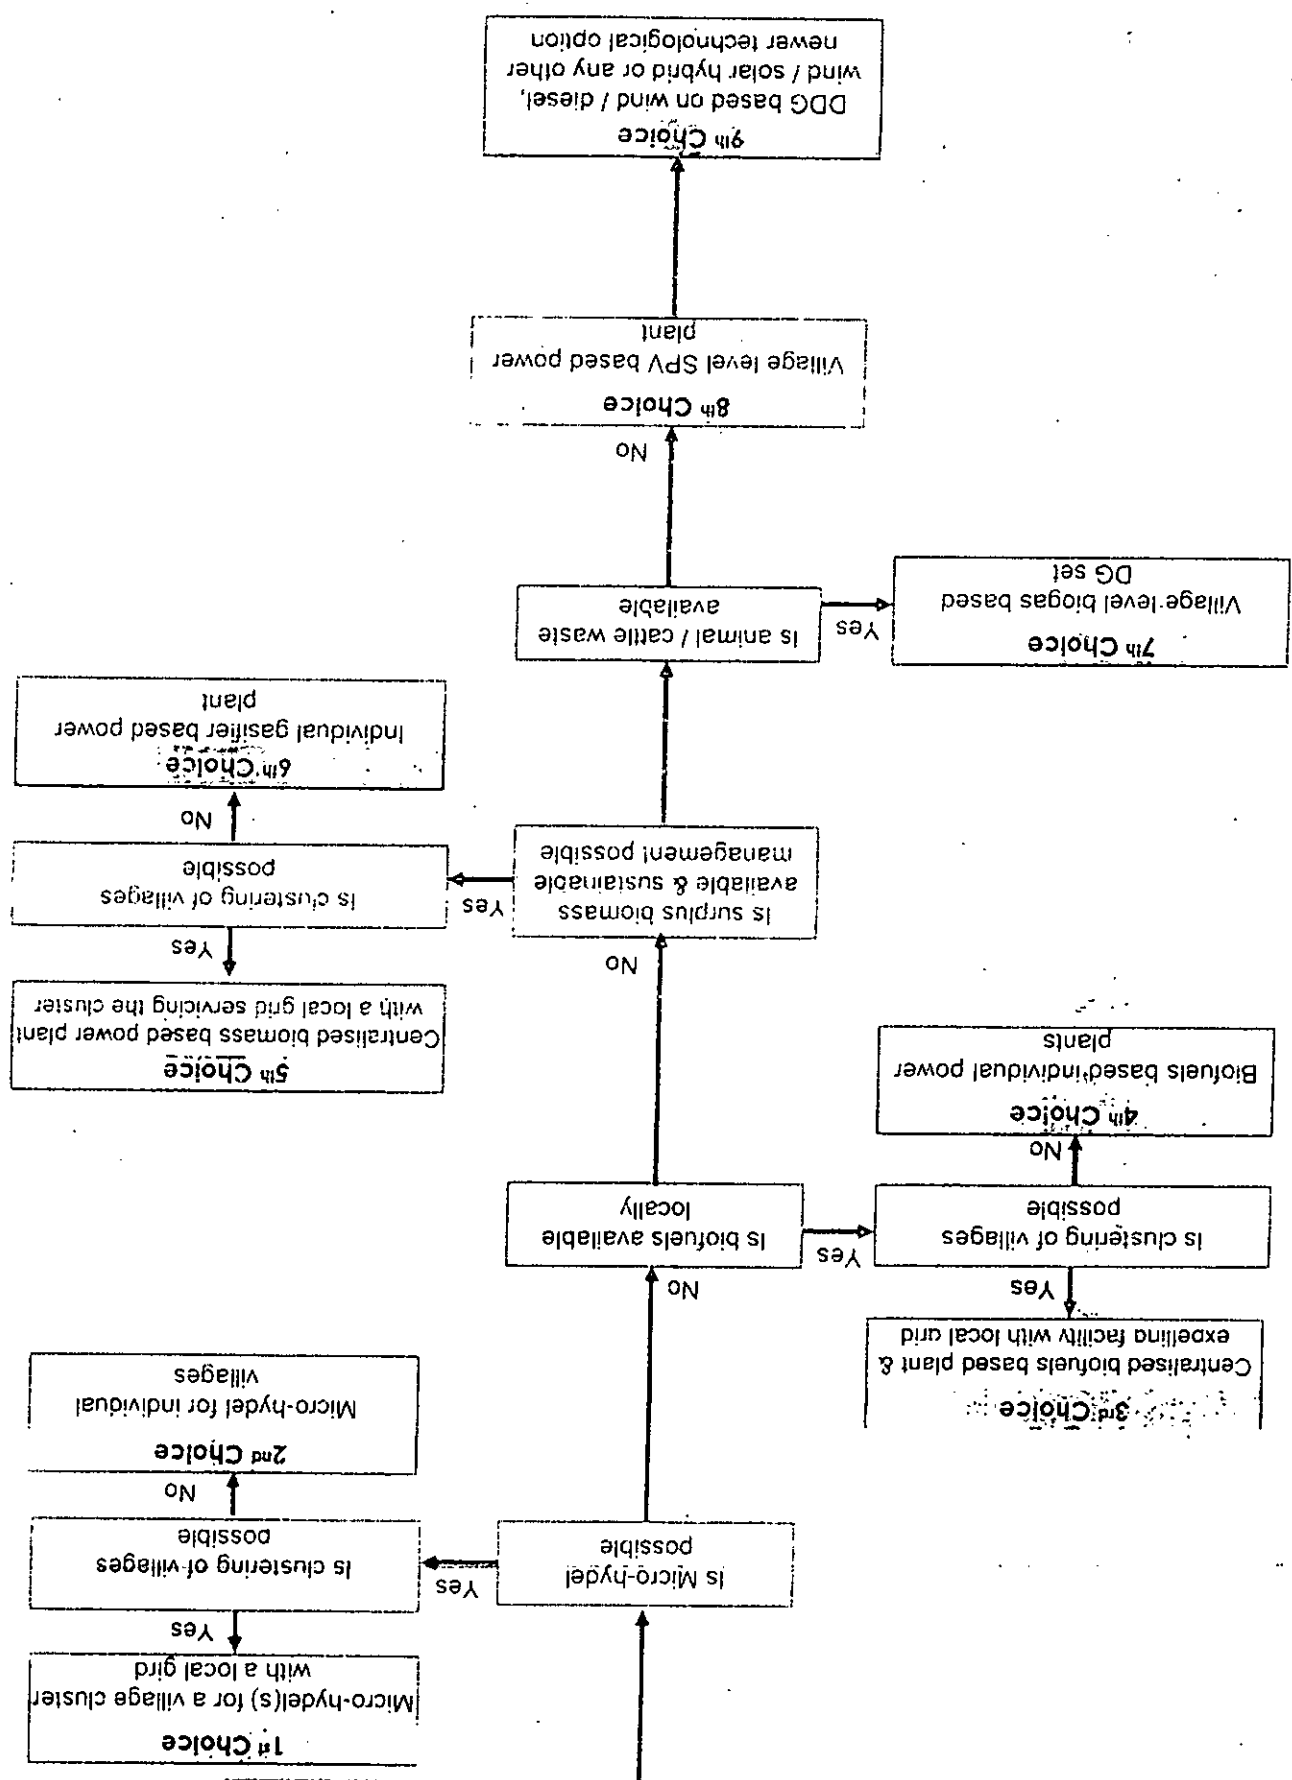 1st Choice
Micro-hydel(s) for a village cluster
with a local gird
Yes
Is Micro-hydel
possible
Yes
Is clustering of villages
possible
No
2nd Choice
Micro-hydel for individual
villages
No
3rd Choice
Centralised biofuels based plant &
expelling facility with local grid
Yes
Is clustering of villages
possible
Yes
Is biofuels available
locally
No
4th Choice
Biofuels based individual power
plants
No
5th Choice
Centralised biomass based power plant
with a local grid servicing the cluster
Yes
Is surplus biomass
available & sustainable
management possible
Yes
Is clustering of villages
possible
No
6th Choice
Individual gasifier based power
plant
7th Choice
Village level biogas based
DG set
Yes
Is animal / cattle waste
available
No
8th Choice
Village level SPV based power
plant
9th Choice
DDG based on wind / diesel,
wind / solar hybrid or any other
newer technological option